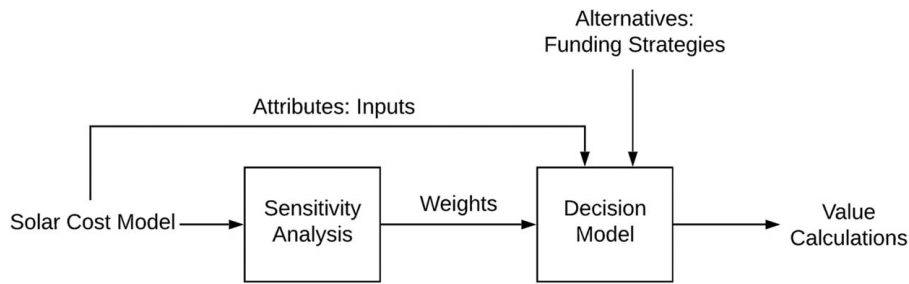 Alternatives:
Funding Strategies
Attributes: Inputs
Solar Cost Model
Sensitivity
Analysis
Weights
Decision
Model
Value
Calculations